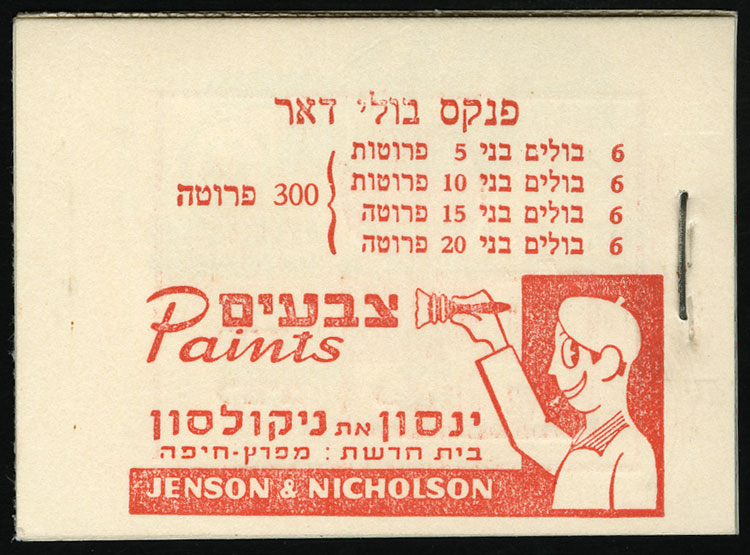 פנקס בולי דאר
6 בולים בני 5 פרוטות
6 בולים בני 10 פרוטות
6 בולים בני 15 פרוטה
6 בולים בני 20 פרוטה
300 פרוטה
צבעים
Paints
ינסון את ניקולסון
בית חרשת: מפרץ-חיפה
JENSON & NICHOLSON